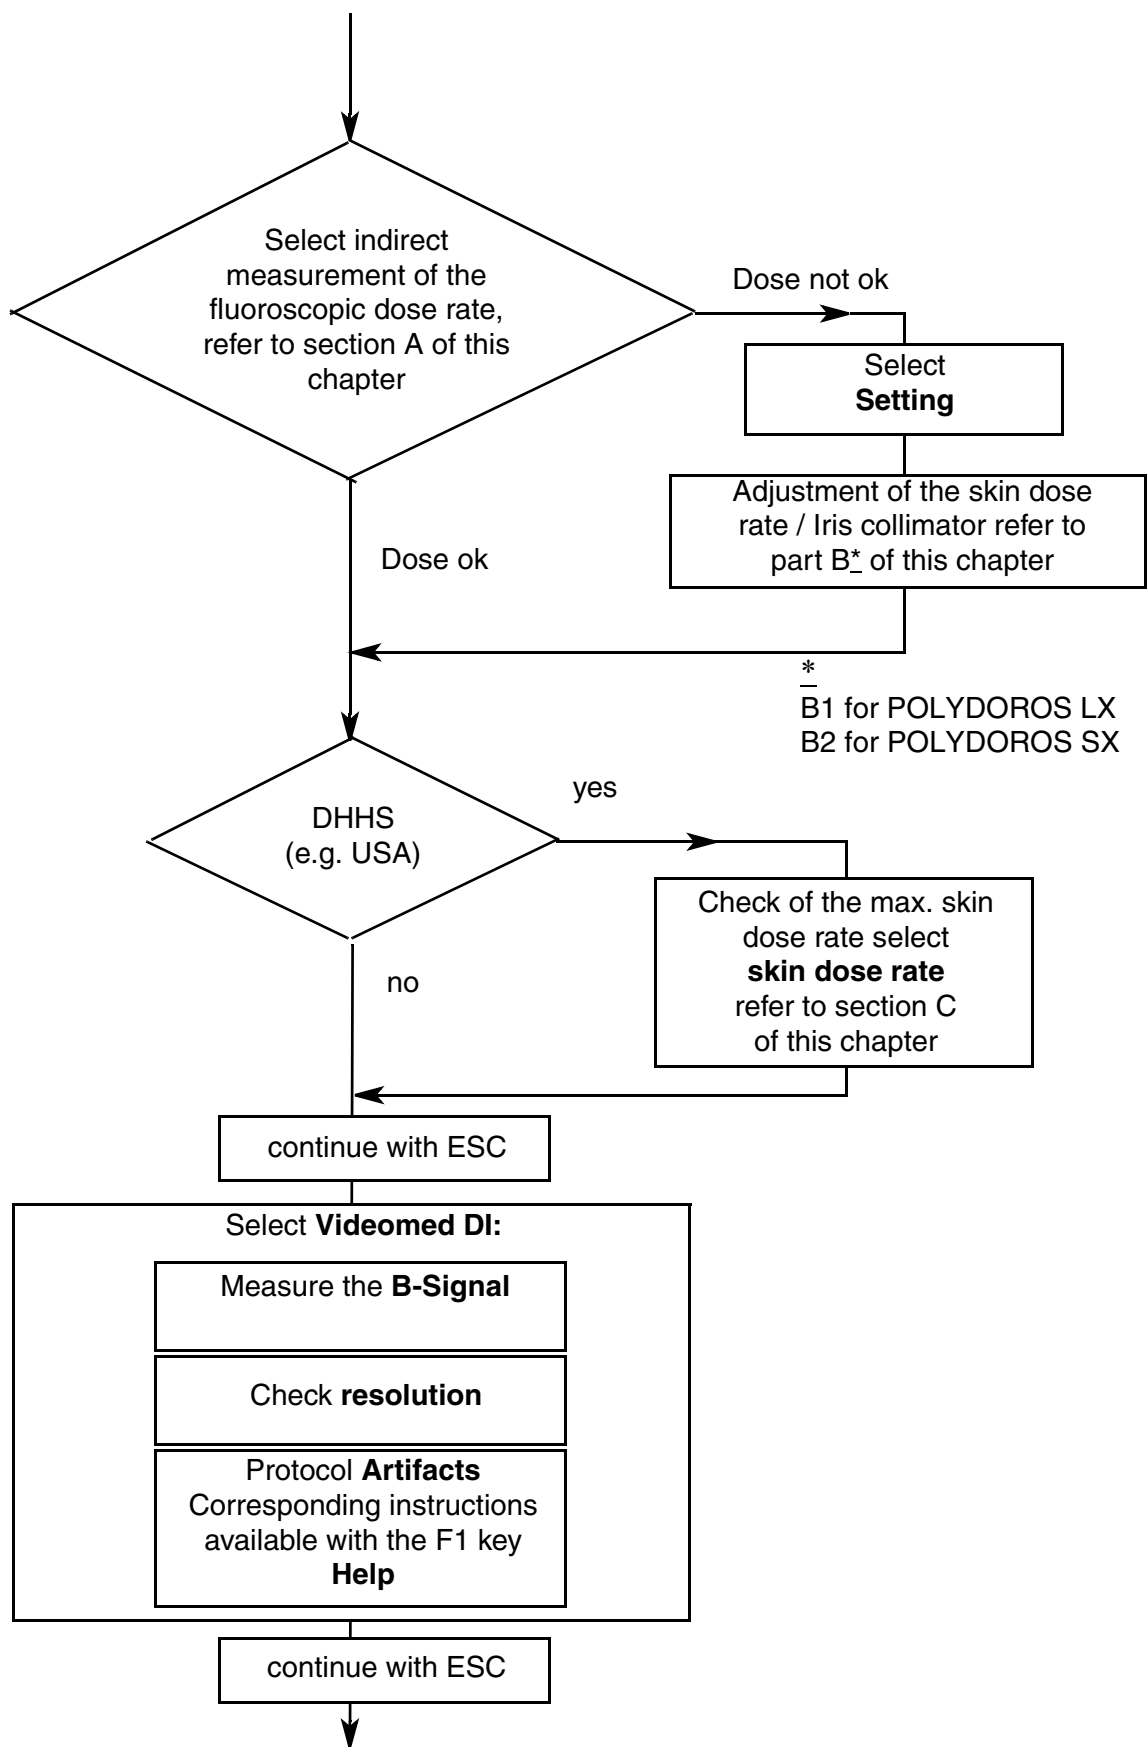 Select indirect
measurement of the
fluoroscopic dose rate,
refer to section A of this
chapter
Dose not ok
Select
Setting
Adjustment of the skin dose
rate / Iris collimator refer to
part B* of this chapter
Dose ok
*
B1 for POLYDOROS LX
B2 for POLYDOROS SX
DHHS
(e.g. USA)
yes
Check of the max. skin
dose rate select
skin dose rate
refer to section C
of this chapter
no
continue with ESC
Select Videomed DI:
Measure the B-Signal
Check resolution
Protocol Artifacts
Corresponding instructions
available with the F1 key
Help
continue with ESC